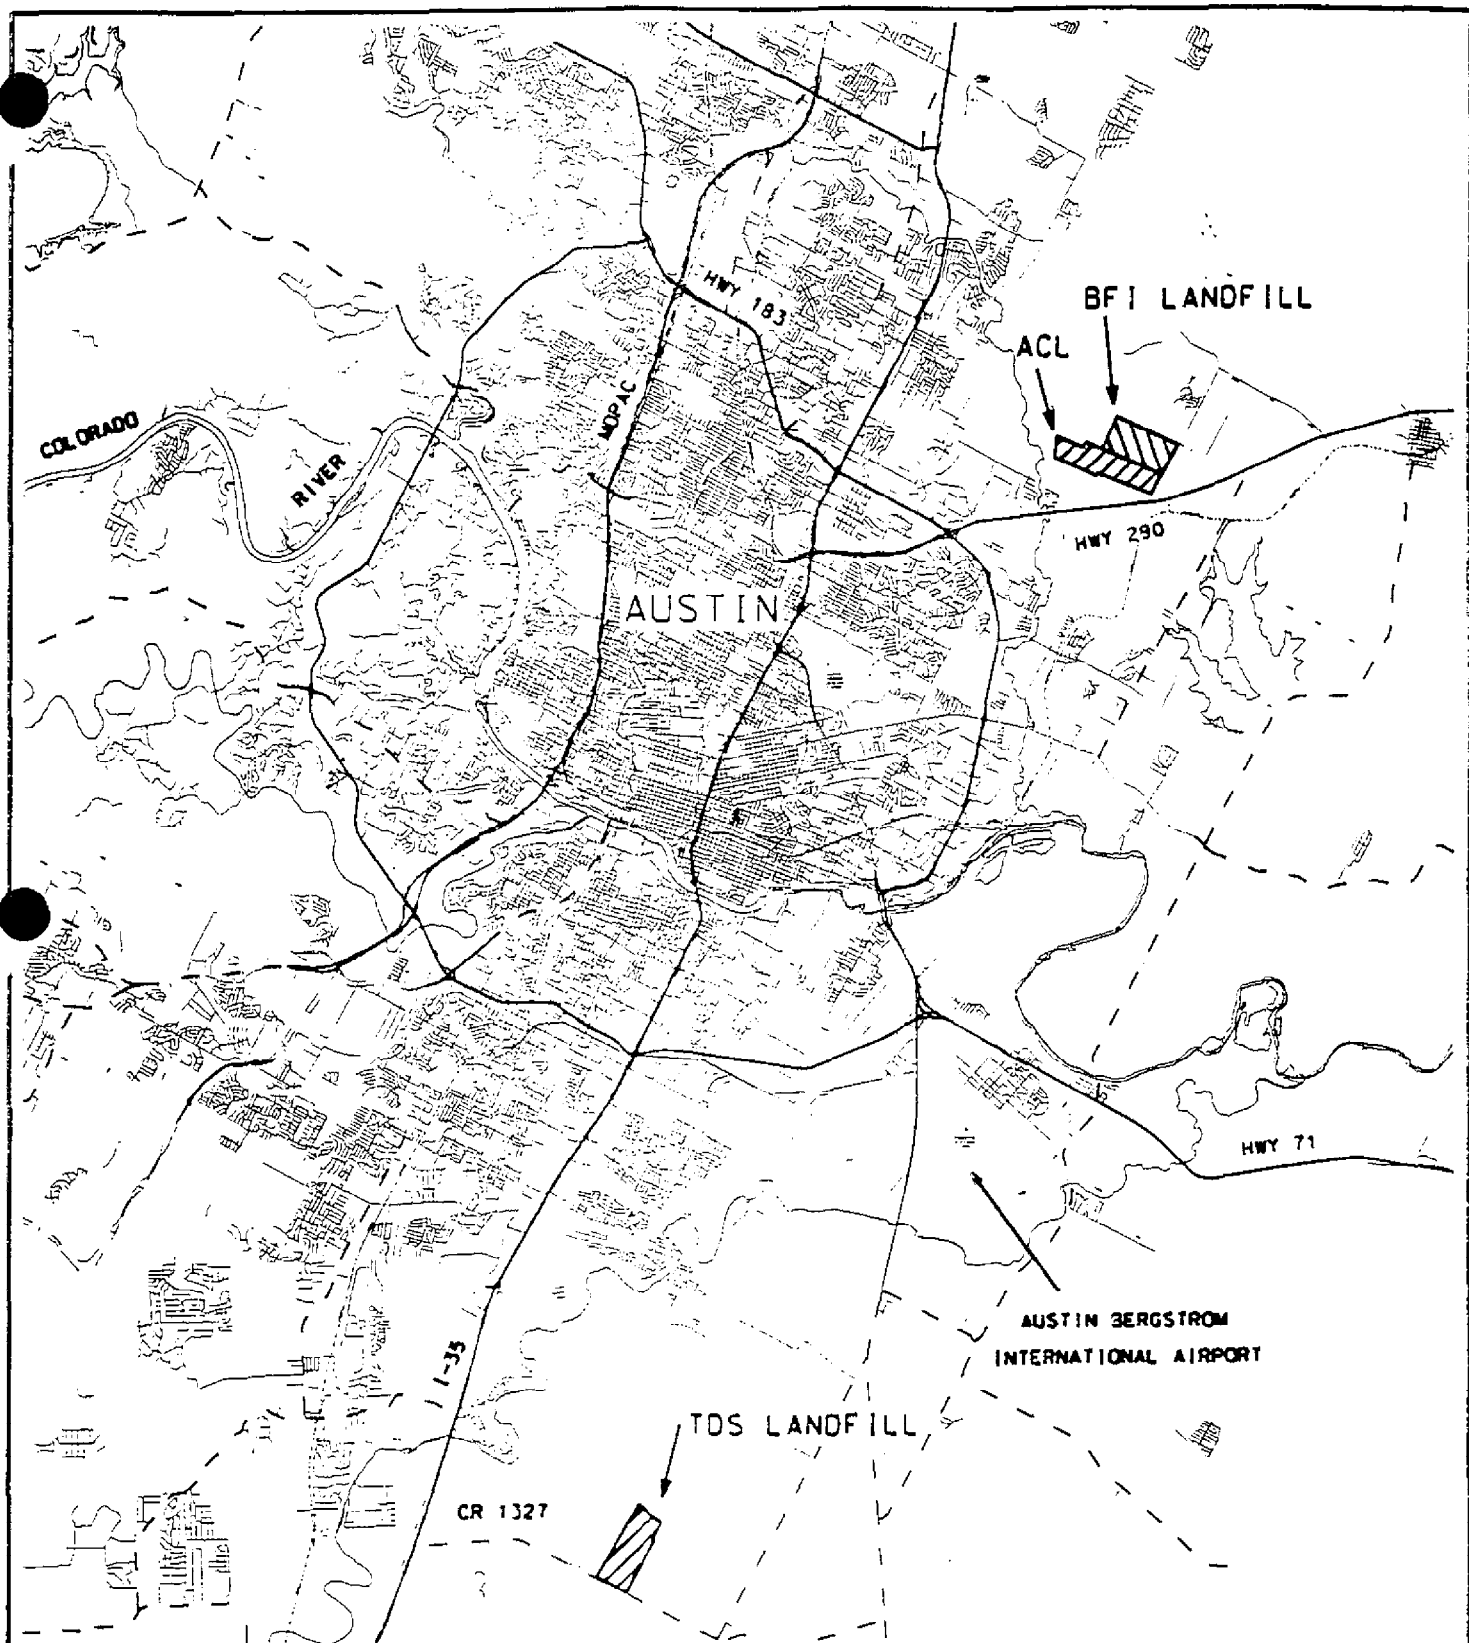 HWY 183
BFI LANDFILL
ACL
MOPAC
COLORADO
RIVER
HWY 290
AUSTIN
HWY 71
AUSTIN BERGSTROM
INTERNATIONAL AIRPORT
I-35
TDS LANDFILL
CR 1327